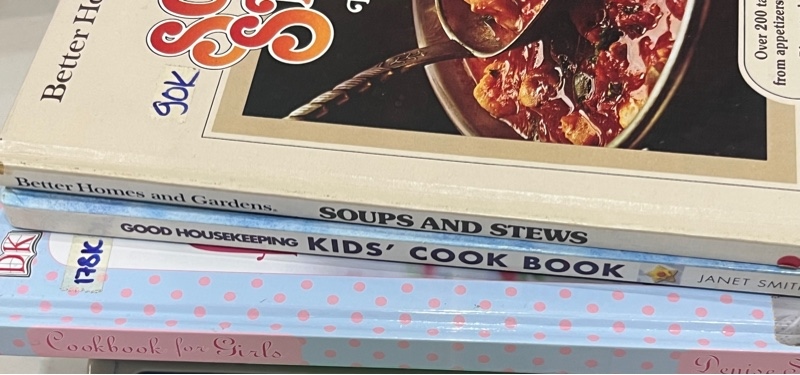 Better
90K
Over 200 ta
from appetizers
Better Homes and Gardens.
SOUPS AND STEWS
GOOD HOUSEKEEPING KIDS' COOK BOOK
JANET SMITH
DK
178K
Cookbook for Girls
Denise S